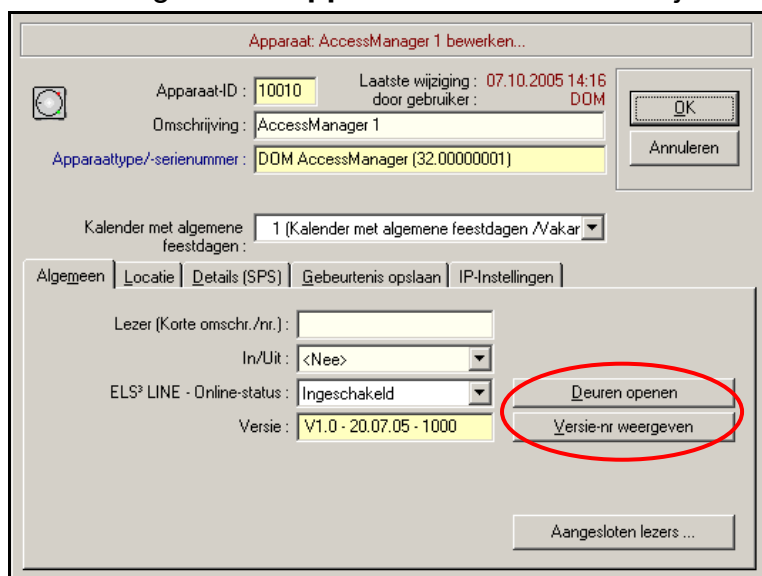 Apparaat: AccessManager 1 bewerken...
Apparaat-ID : 10010
Laatste wijziging : 07.10.2005 14:16
door gebruiker : DOM
OK
Omschrijving : AccessManager 1
Annuleren
Apparaattype/-serienummer : DOM AccessManager (32.00000001)
Kalender met algemene feestdagen : 1 (Kalender met algemene feestdagen /Vakar
Algemeen Locatie Details (SPS) Gebeurtenis opslaan IP-Instellingen
Lezer (Korte omschr./nr.) :
In/Uit : <Nee>
ELS³ LINE - Online-status : Ingeschakeld
Deuren openen
Versie : V1.0 - 20.07.05 - 1000
Versie-nr weergeven
Aangesloten lezers ...